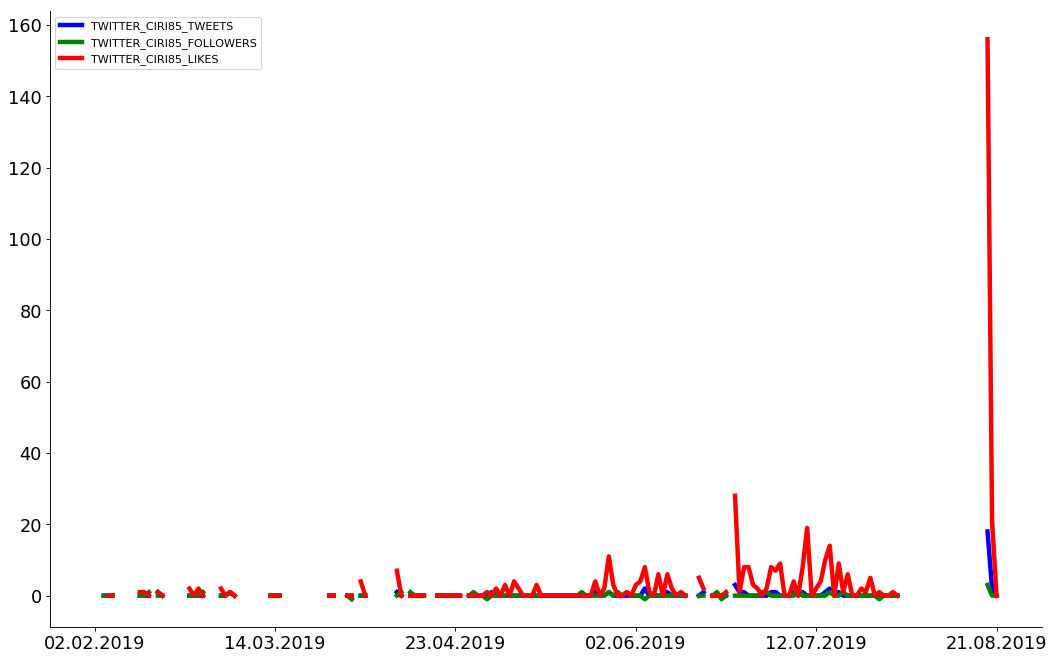 TWITTER_CIRI85_TWEETS
TWITTER_CIRI85_FOLLOWERS
TWITTER_CIRI85_LIKES
160
140
120
100
80
60
40
20
0
02.02.2019 14.03.2019 23.04.2019 02.06.2019 12.07.2019 21.08.2019